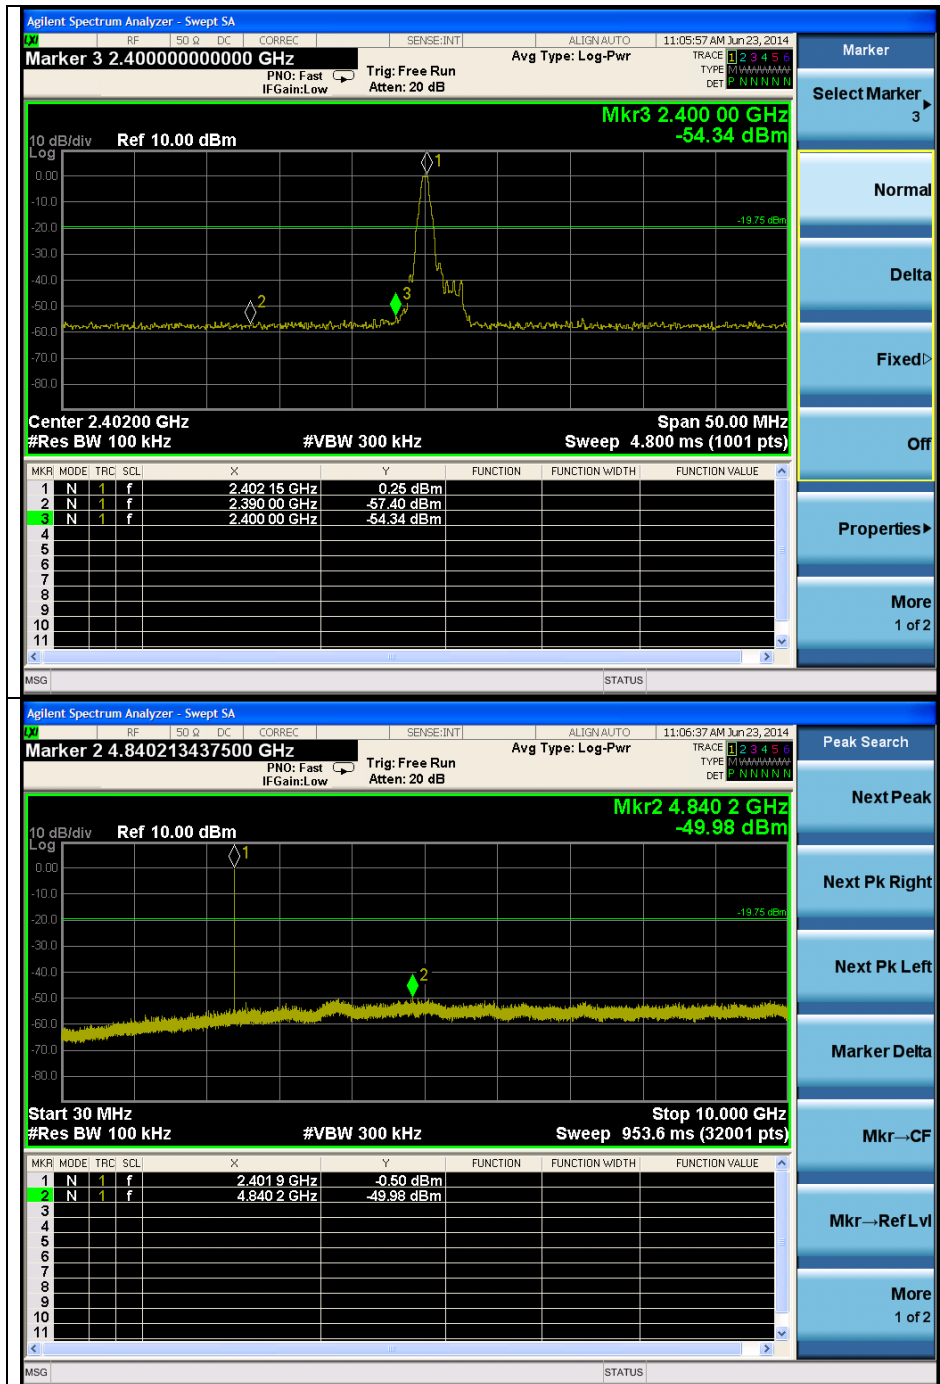 Agilent Spectrum Analyzer - Swept SA
LXI RF 50 Ω DC CORREC SENSE:INT ALIGN AUTO 11:05:57 AM Jun 23, 2014
Marker 3 2.400000000000 GHz
PNO: Fast
IFGain:Low
Trig: Free Run
Atten: 20 dB
Avg Type: Log-Pwr
TRACE 1 2 3 4 5 6
TYPE M WWWWW
DET P N N N N N
Mkr3 2.400 00 GHz
-54.34 dBm
10 dB/div Ref 10.00 dBm
Log
1
0.00
-10.0
-19.75 dBm
-20.0
-30.0
-40.0
2 3
-50.0
-60.0
-70.0
-80.0
Center 2.40200 GHz Span 50.00 MHz
#Res BW 100 kHz #VBW 300 kHz Sweep 4.800 ms (1001 pts)
MKR MODE TRC SCL X Y FUNCTION FUNCTION WIDTH FUNCTION VALUE
1 N 1 f 2.402 15 GHz 0.25 dBm
2 N 1 f 2.390 00 GHz -57.40 dBm
3 N 1 f 2.400 00 GHz -54.34 dBm
4
5
6
7
8
9
10
11
MSG STATUS
Marker
Select Marker
3
Normal
Delta
Fixed
Off
Properties
More
1 of 2
Agilent Spectrum Analyzer - Swept SA
LXI RF 50 Ω DC CORREC SENSE:INT ALIGN AUTO 11:06:37 AM Jun 23, 2014
Marker 2 4.840213437500 GHz
PNO: Fast
IFGain:Low
Trig: Free Run
Atten: 20 dB
Avg Type: Log-Pwr
TRACE 1 2 3 4 5 6
TYPE M WWWWW
DET P N N N N N
Mkr2 4.840 2 GHz
-49.98 dBm
10 dB/div Ref 10.00 dBm
Log
1
0.00
-10.0
-19.75 dBm
-20.0
-30.0
-40.0
2
-50.0
-60.0
-70.0
-80.0
Start 30 MHz Stop 10.000 GHz
#Res BW 100 kHz #VBW 300 kHz Sweep 953.6 ms (32001 pts)
MKR MODE TRC SCL X Y FUNCTION FUNCTION WIDTH FUNCTION VALUE
1 N 1 f 2.401 9 GHz -0.50 dBm
2 N 1 f 4.840 2 GHz -49.98 dBm
3
4
5
6
7
8
9
10
11
MSG STATUS
Peak Search
Next Peak
Next Pk Right
Next Pk Left
Marker Delta
Mkr→CF
Mkr→Ref Lvl
More
1 of 2